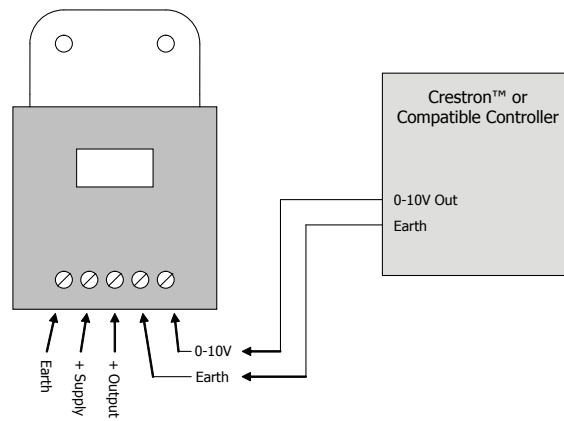 Crestron™ or
Compatible Controller
0-10V Out
Earth
0-10V
Earth
Earth
+ Supply
+ Output